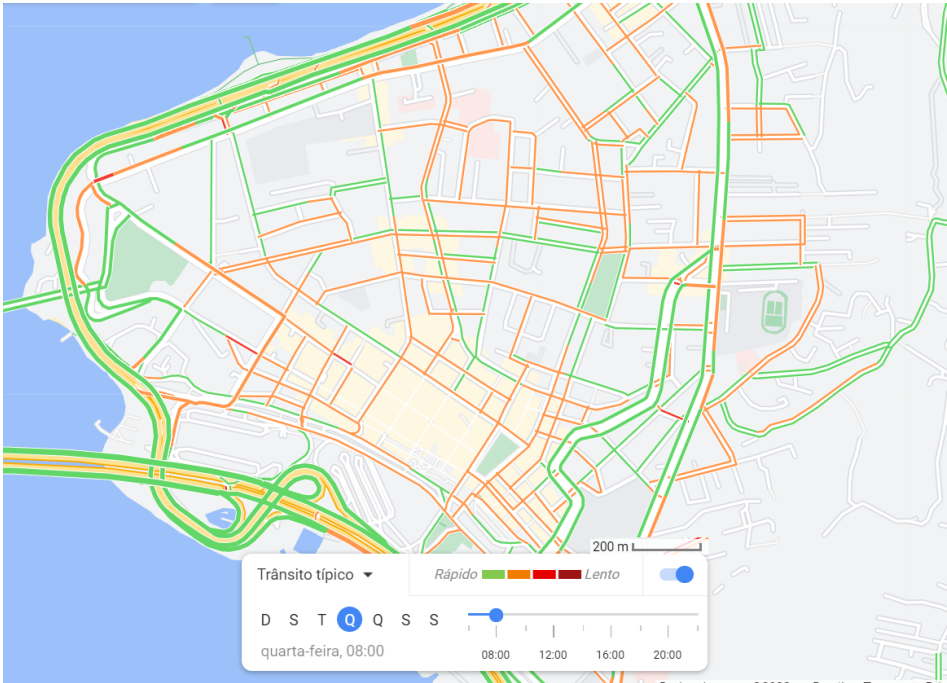 200 m
Trânsito típico
Rápido Lento
D S T Q Q S S
08:00 12:00 16:00 20:00
quarta-feira, 08:00